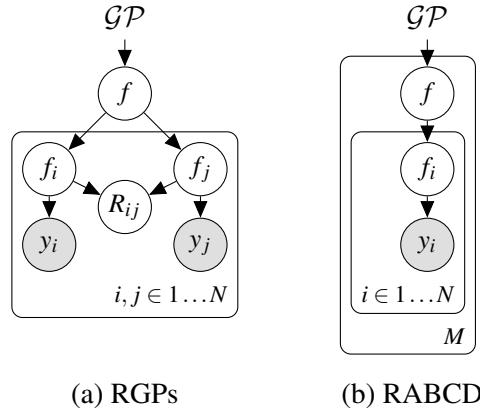 GP
GP
f
f
f_i
f_j
f_i
R_ij
y_i
y_j
y_i
i, j ∈ 1…N
i ∈ 1…N
M
(a) RGPs
(b) RABCD